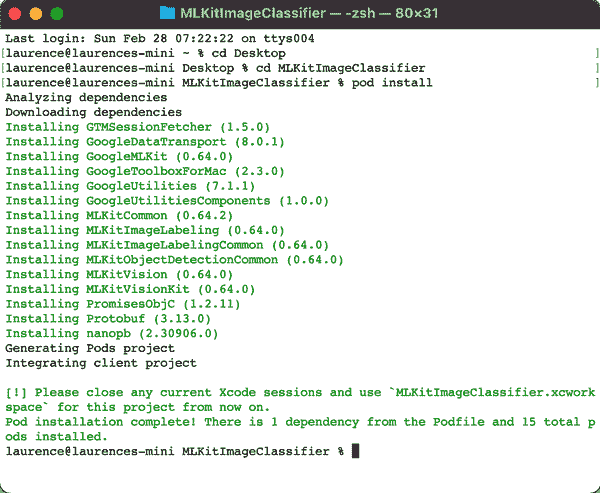 MLKitImageClassifier — -zsh — 80×31
Last login: Sun Feb 28 07:22:22 on ttys004
[laurence@laurences-mini ~ % cd Desktop ]
[laurence@laurences-mini Desktop % cd MLKitImageClassifier ]
[laurence@laurences-mini MLKitImageClassifier % pod install ]
Analyzing dependencies
Downloading dependencies
Installing GTMSessionFetcher (1.5.0)
Installing GoogleDataTransport (8.0.1)
Installing GoogleMLKit (0.64.0)
Installing GoogleToolboxForMac (2.3.0)
Installing GoogleUtilities (7.1.1)
Installing GoogleUtilitiesComponents (1.0.0)
Installing MLKitCommon (0.64.2)
Installing MLKitImageLabeling (0.64.0)
Installing MLKitImageLabelingCommon (0.64.0)
Installing MLKitObjectDetectionCommon (0.64.0)
Installing MLKitVision (0.64.0)
Installing MLKitVisionKit (0.64.0)
Installing PromisesObjC (1.2.11)
Installing Protobuf (3.13.0)
Installing nanopb (2.30906.0)
Generating Pods project
Integrating client project
[!] Please close any current Xcode sessions and use `MLKitImageClassifier.xcwork
space` for this project from now on.
Pod installation complete! There is 1 dependency from the Podfile and 15 total p
ods installed.
laurence@laurences-mini MLKitImageClassifier %